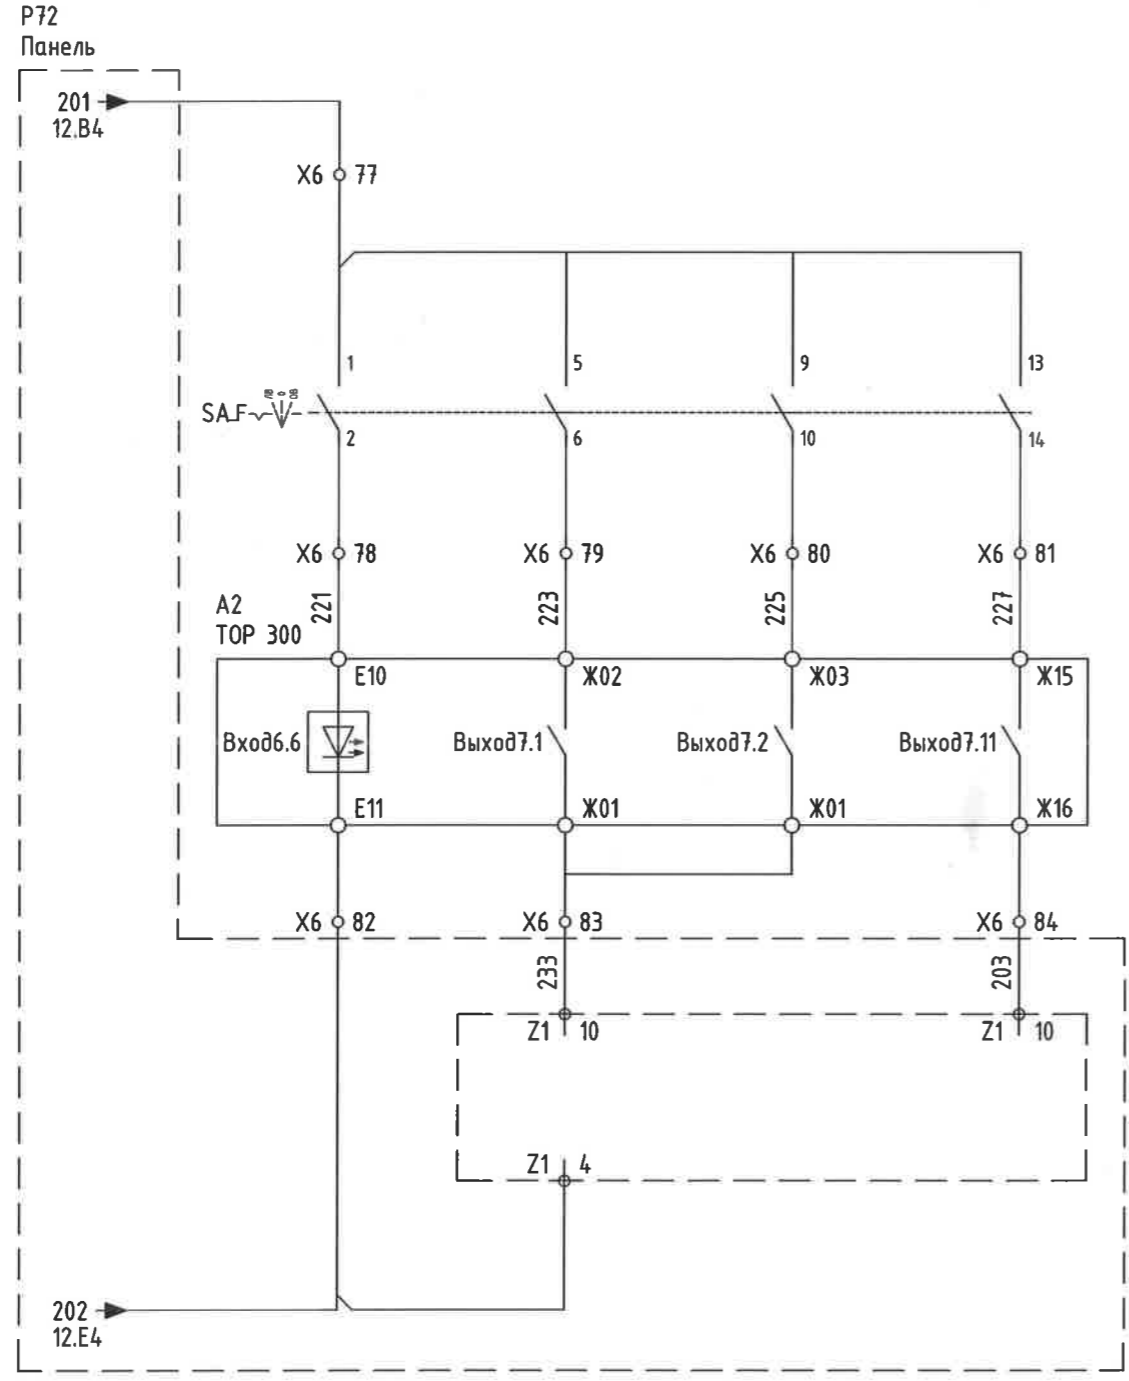 P72
Панель
201
12.B4
X6 77
1 5 9 13
SA_F
2 6 10 14
X6 78 X6 79 X6 80 X6 81
221 223 225 227
A2
ТОР 300
E10 Ж02 Ж03 Ж15
Вход6.6 Выход7.1 Выход7.2 Выход7.11
E11 Ж01 Ж01 Ж16
X6 82 X6 83 X6 84
233 203
Z1 10 Z1 10
Z1 4
202
12.E4